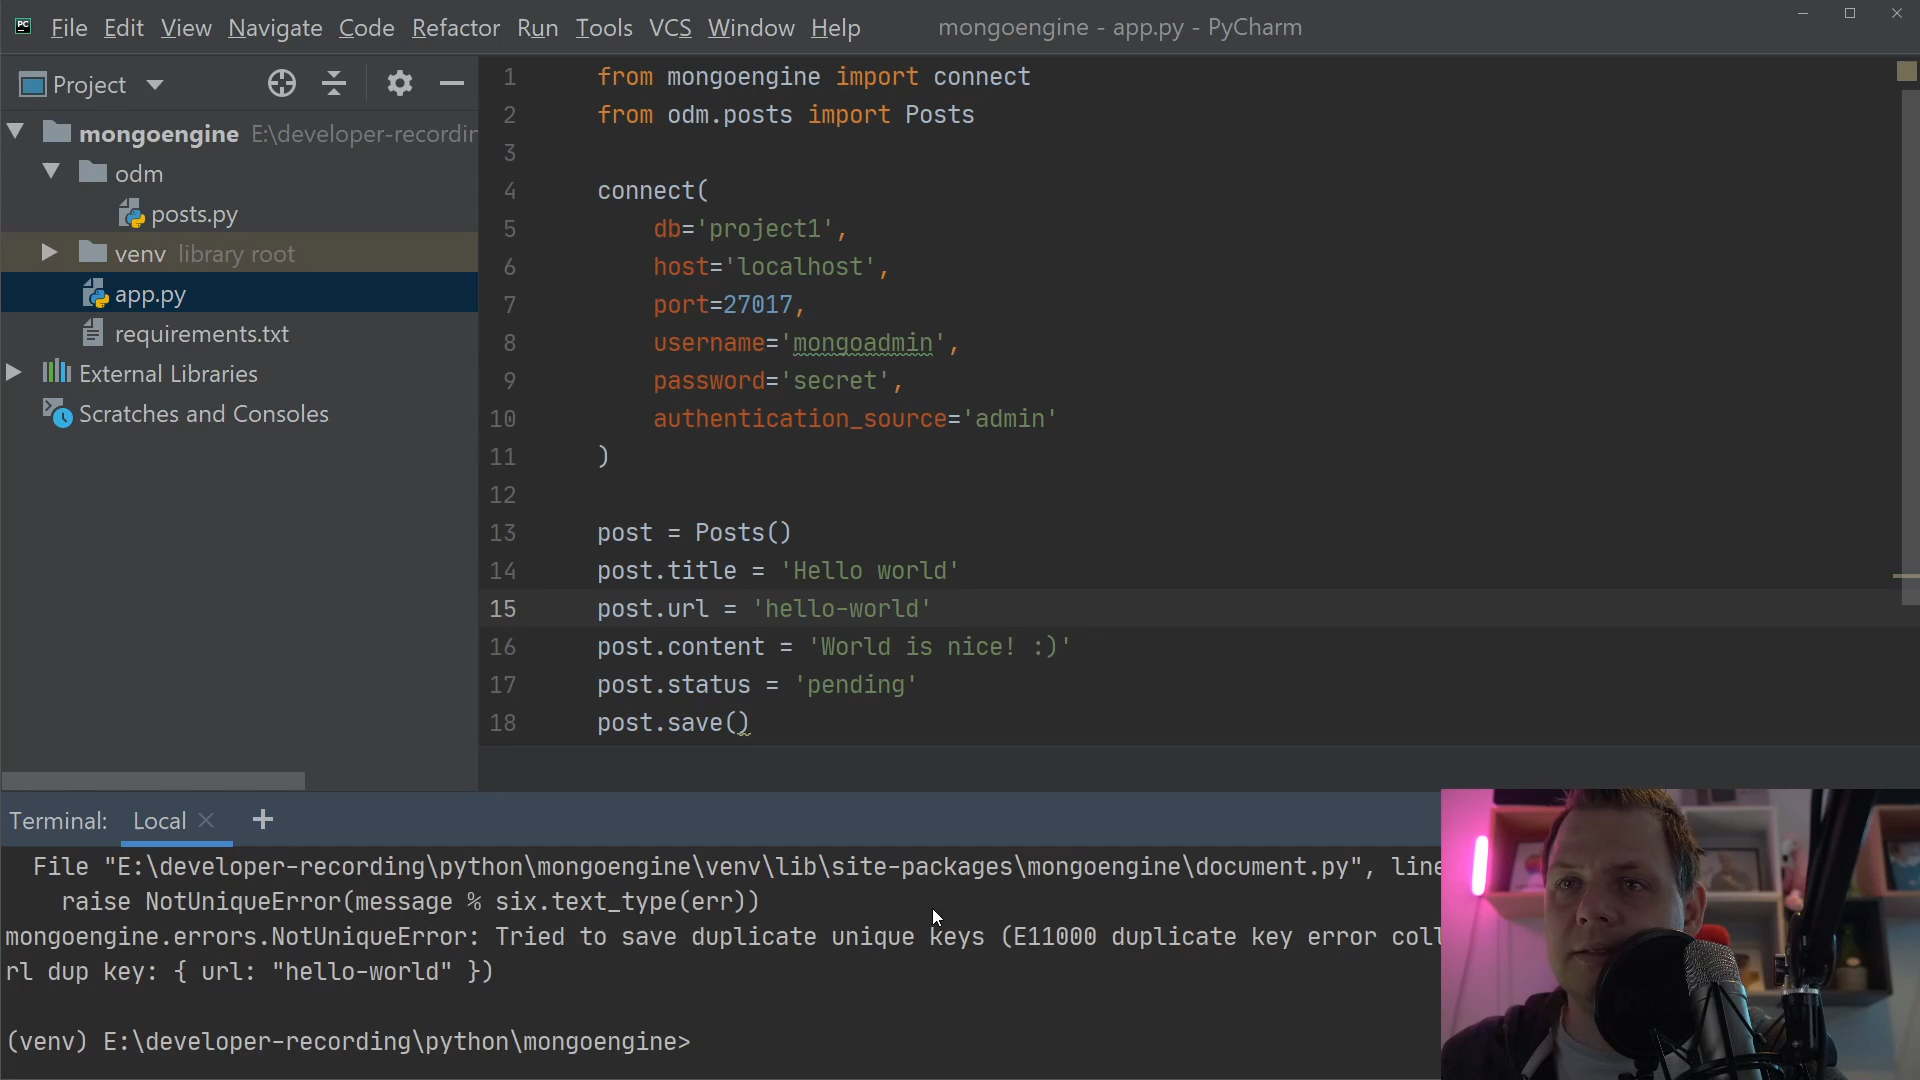 PC File Edit View Navigate Code Refactor Run Tools VCS Window Help mongoengine - app.py - PyCharm
Project
mongoengine E:\developer-recordin
odm
posts.py
venv library root
app.py
requirements.txt
External Libraries
Scratches and Consoles
1 from mongoengine import connect
2 from odm.posts import Posts
3
4 connect(
5 db='project1',
6 host='localhost',
7 port=27017,
8 username='mongoadmin',
9 password='secret',
10 authentication_source='admin'
11 )
12
13 post = Posts()
14 post.title = 'Hello world'
15 post.url = 'hello-world'
16 post.content = 'World is nice! :)'
17 post.status = 'pending'
18 post.save()
Terminal: Local +
File "E:\developer-recording\python\mongoengine\venv\lib\site-packages\mongoengine\document.py", line
raise NotUniqueError(message % six.text_type(err))
mongoengine.errors.NotUniqueError: Tried to save duplicate unique keys (E11000 duplicate key error coll
rl dup key: { url: "hello-world" })
(venv) E:\developer-recording\python\mongoengine>